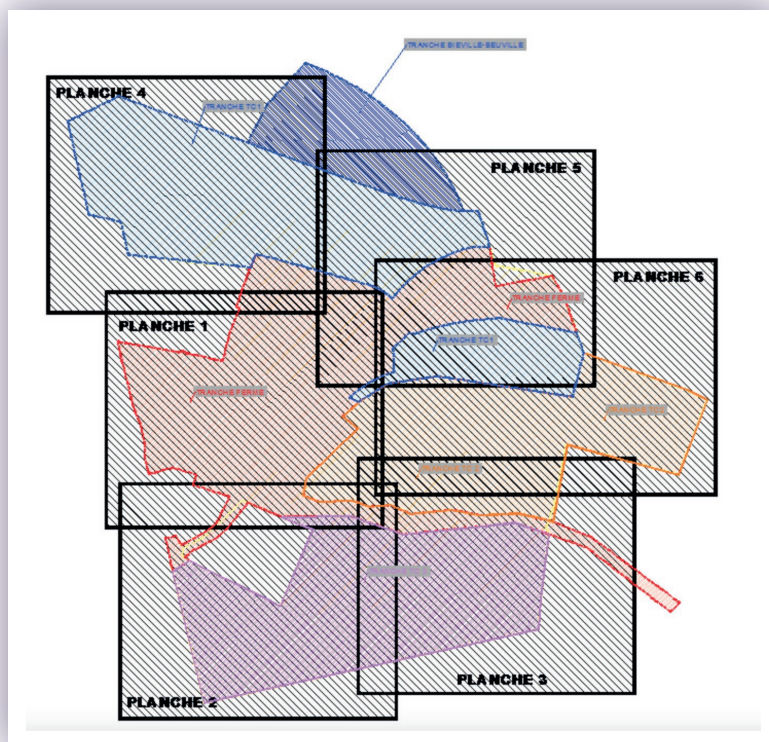 TRANCHE BIEVILLE-BEUVILLE
PLANCHE 4
TRANCHE TC1
PLANCHE 5
PLANCHE 6
TRANCHE FERME
PLANCHE 1
TRANCHE TC1
TRANCHE FERME
PLANCHE 3
PLANCHE 2